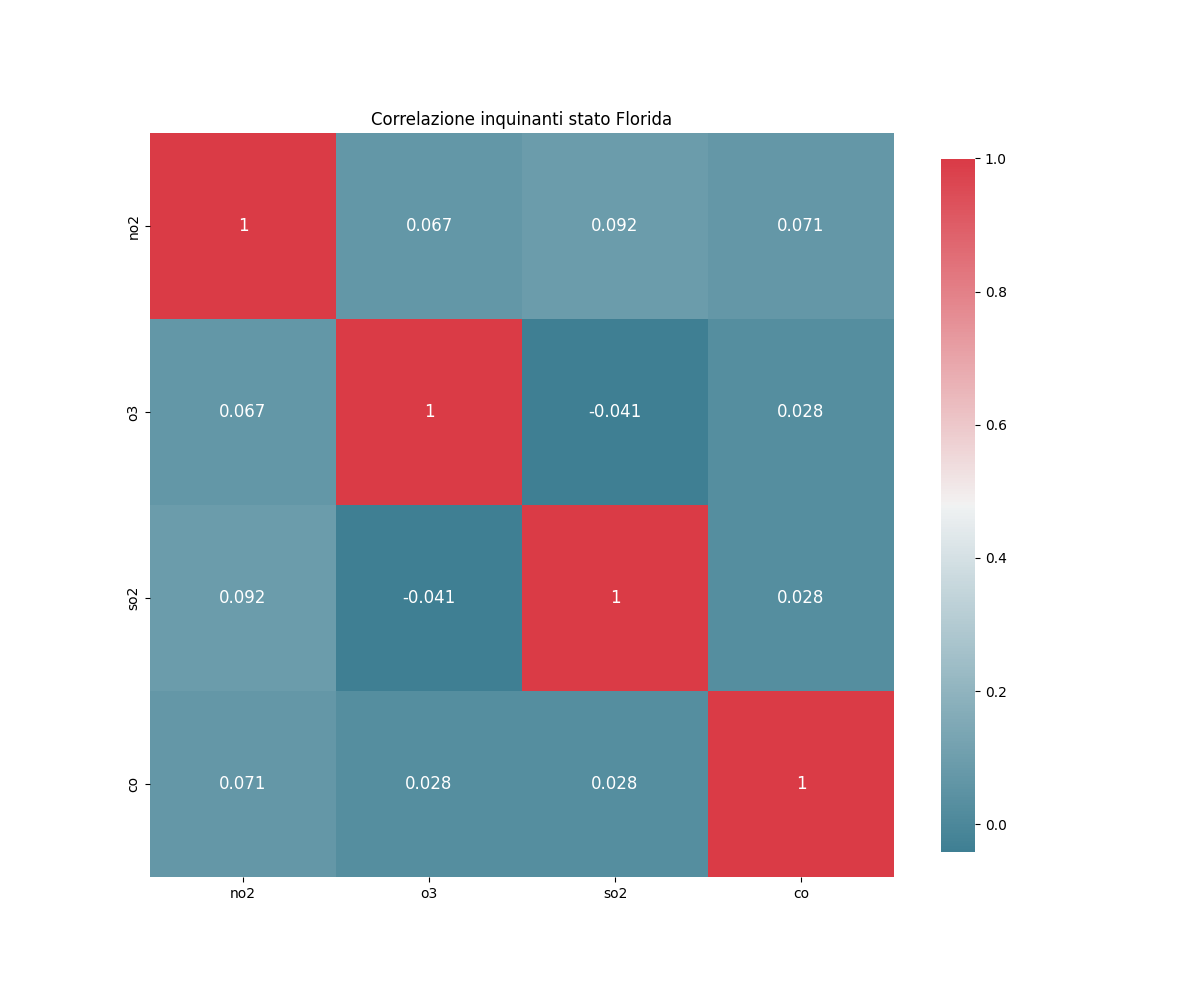 Correlazione inquinanti stato Florida
no2 1 0.067 0.092 0.071
o3 0.067 1 -0.041 0.028
so2 0.092 -0.041 1 0.028
co 0.071 0.028 0.028 1
no2 o3 so2 co
1.0
0.8
0.6
0.4
0.2
0.0